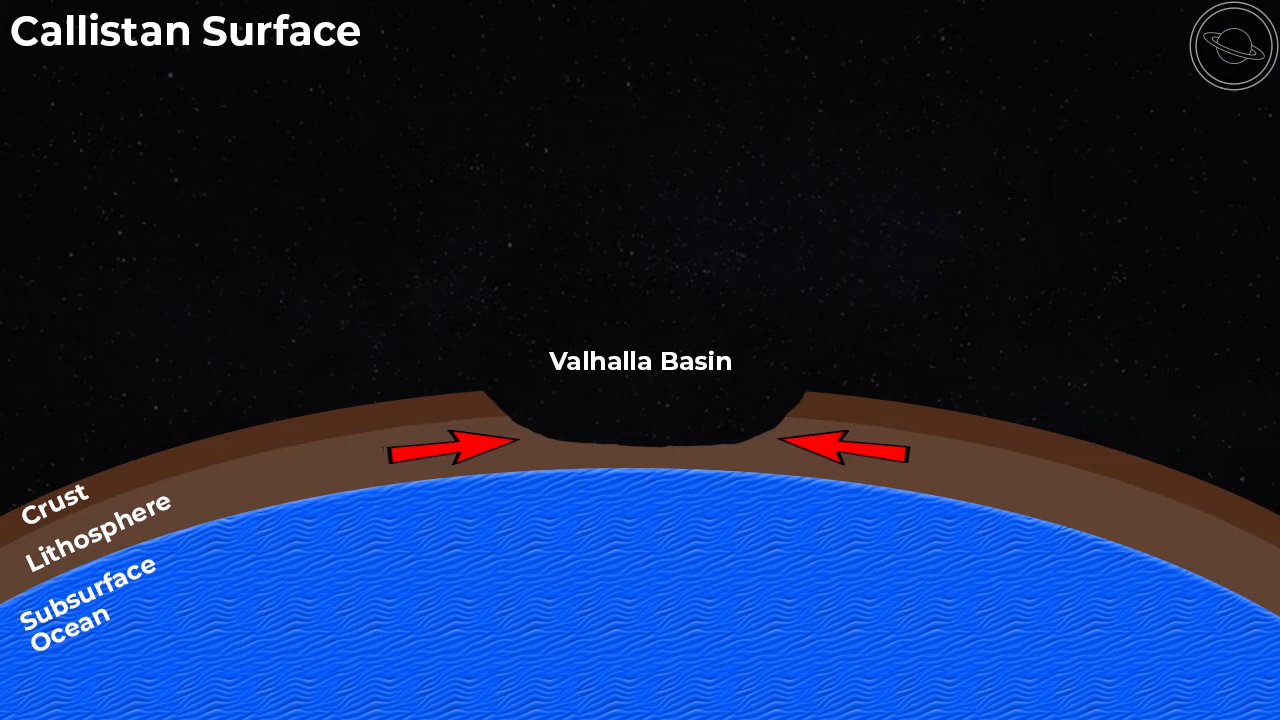 Callistan Surface
Valhalla Basin
Crust
Lithosphere
Subsurface
Ocean